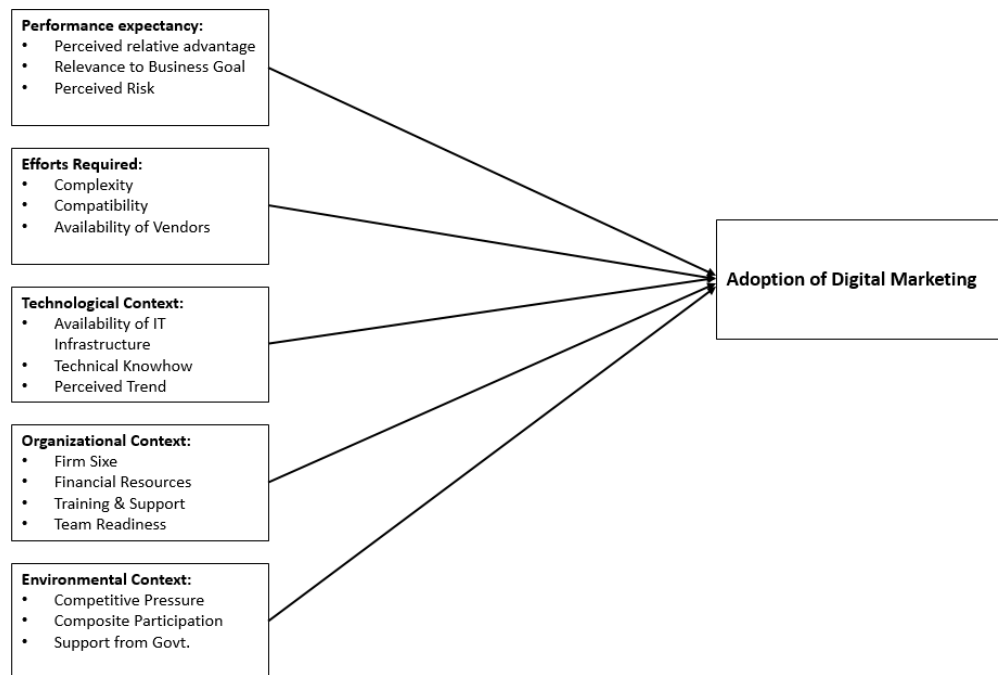 Performance expectancy:
• Perceived relative advantage
• Relevance to Business Goal
• Perceived Risk
Efforts Required:
• Complexity
• Compatibility
• Availability of Vendors
Technological Context:
• Availability of IT
Infrastructure
• Technical Knowhow
• Perceived Trend
Organizational Context:
• Firm Sixe
• Financial Resources
• Training & Support
• Team Readiness
Environmental Context:
• Competitive Pressure
• Composite Participation
• Support from Govt.
Adoption of Digital Marketing